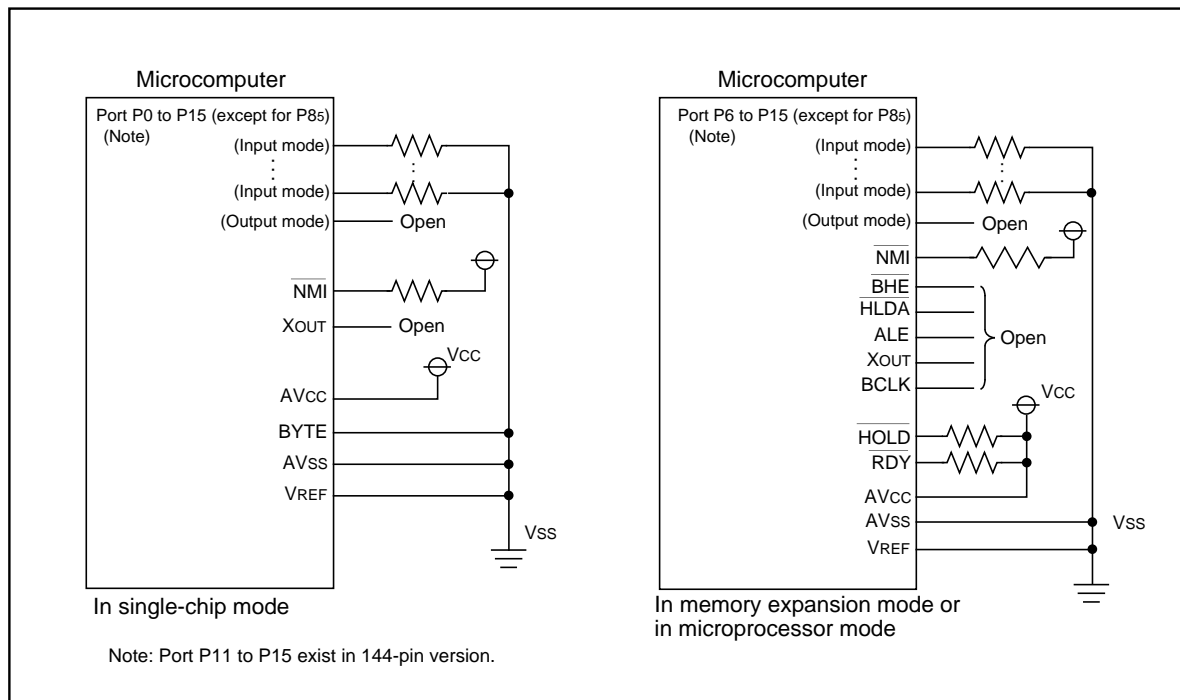 Microcomputer
Port P0 to P15 (except for P85)
(Note)
(Input mode)
(Input mode)
(Output mode)
Open
NMI
XOUT
Open
VCC
AVCC
BYTE
AVSS
VREF
VSS
In single-chip mode
Note: Port P11 to P15 exist in 144-pin version.
Microcomputer
Port P6 to P15 (except for P85)
(Note)
(Input mode)
(Input mode)
(Output mode)
Open
NMI
BHE
HLDA
ALE
Open
XOUT
BCLK
VCC
HOLD
RDY
AVCC
AVSS
VSS
VREF
In memory expansion mode or
in microprocessor mode